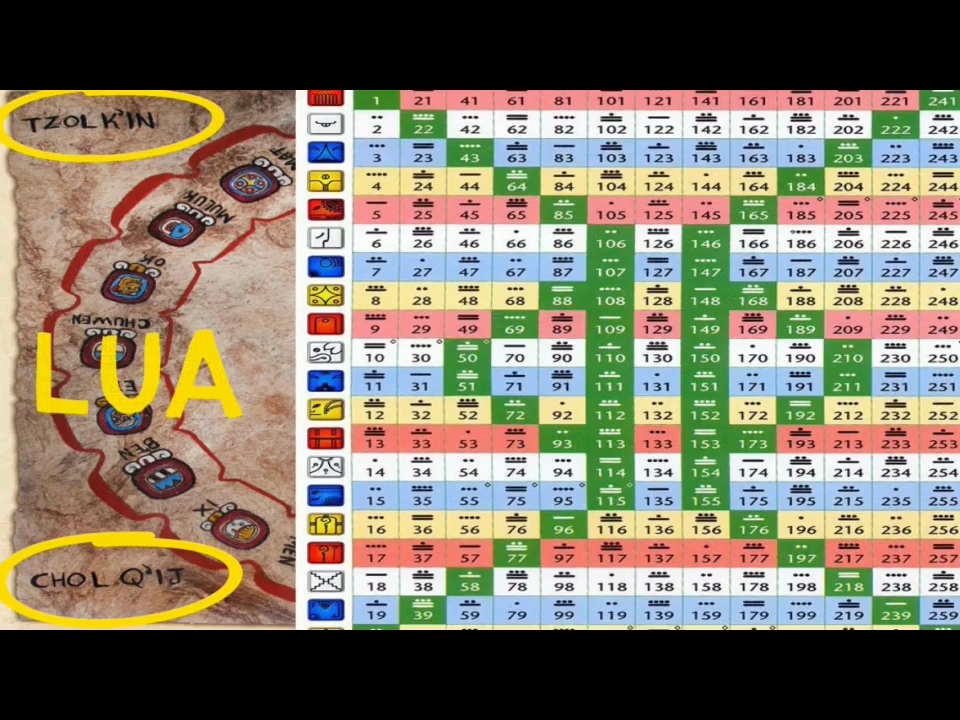 TZOLK'IN
MULUK
OK
CHUWEN
LUA
BEN
IX
CHOL Q'IJ
1 21 41 61 81 101 121 141 161 181 201 221 241
2 22 42 62 82 102 122 142 162 182 202 222 242
3 23 43 63 83 103 123 143 163 183 203 223 243
4 24 44 64 84 104 124 144 164 184 204 224 244
5 25 45 65 85 105 125 145 165 185 205 225 245
6 26 46 66 86 106 126 146 166 186 206 226 246
7 27 47 67 87 107 127 147 167 187 207 227 247
8 28 48 68 88 108 128 148 168 188 208 228 248
9 29 49 69 89 109 129 149 169 189 209 229 249
10 30 50 70 90 110 130 150 170 190 210 230 250
11 31 51 71 91 111 131 151 171 191 211 231 251
12 32 52 72 92 112 132 152 172 192 212 232 252
13 33 53 73 93 113 133 153 173 193 213 233 253
14 34 54 74 94 114 134 154 174 194 214 234 254
15 35 55 75 95 115 135 155 175 195 215 235 255
16 36 56 76 96 116 136 156 176 196 216 236 256
17 37 57 77 97 117 137 157 177 197 217 237 257
18 38 58 78 98 118 138 158 178 198 218 238 258
19 39 59 79 99 119 139 159 179 199 219 239 259